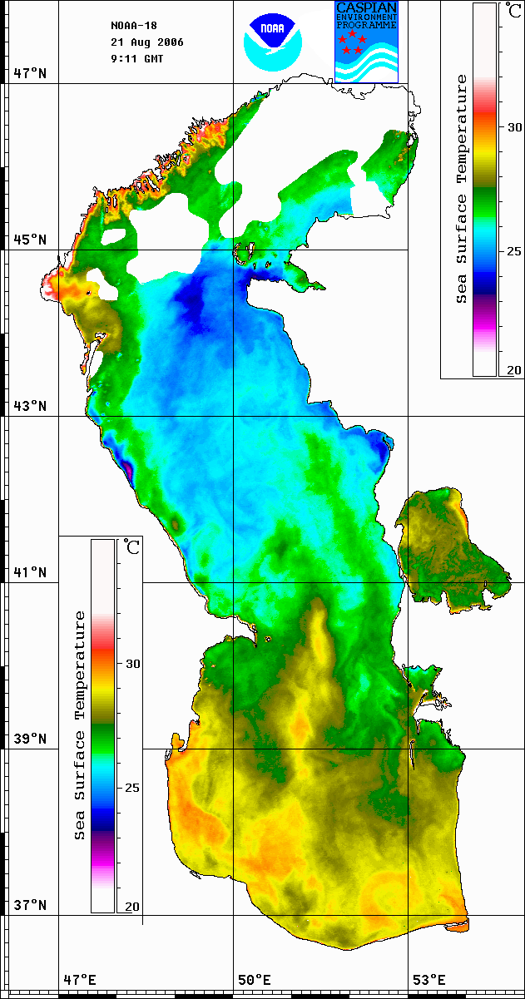 NOAA-18
21 Aug 2006
9:11 GMT
NOAA
CASPIAN
ENVIRONMENT
PROGRAMME
°C
30
25
20
Sea Surface Temperature
47°N
45°N
43°N
41°N
39°N
37°N
°C
30
25
20
Sea Surface Temperature
47°E
50°E
53°E